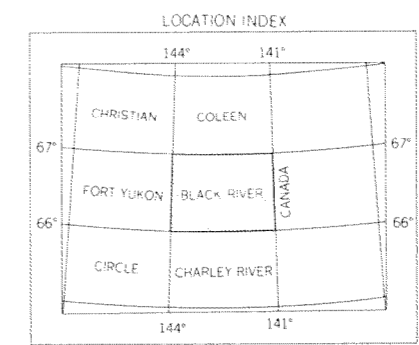 LOCATION INDEX
144° 141°
CHRISTIAN COLEEN
67° 67°
FORT YUKON BLACK RIVER CANADA
66° 66°
CIRCLE CHARLEY RIVER
144° 141°